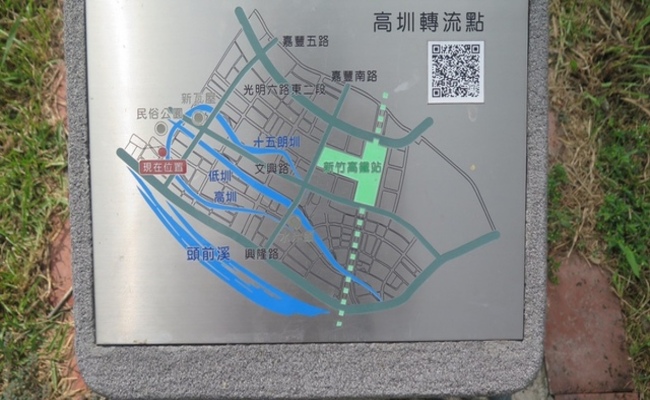 高圳轉流點
嘉豐五路
嘉豐南路
光明六路東二段
新瓦屋
民俗公園
十五朗圳
現在位置
文興路
新竹高鐵站
低圳
高圳
頭前溪
興隆路